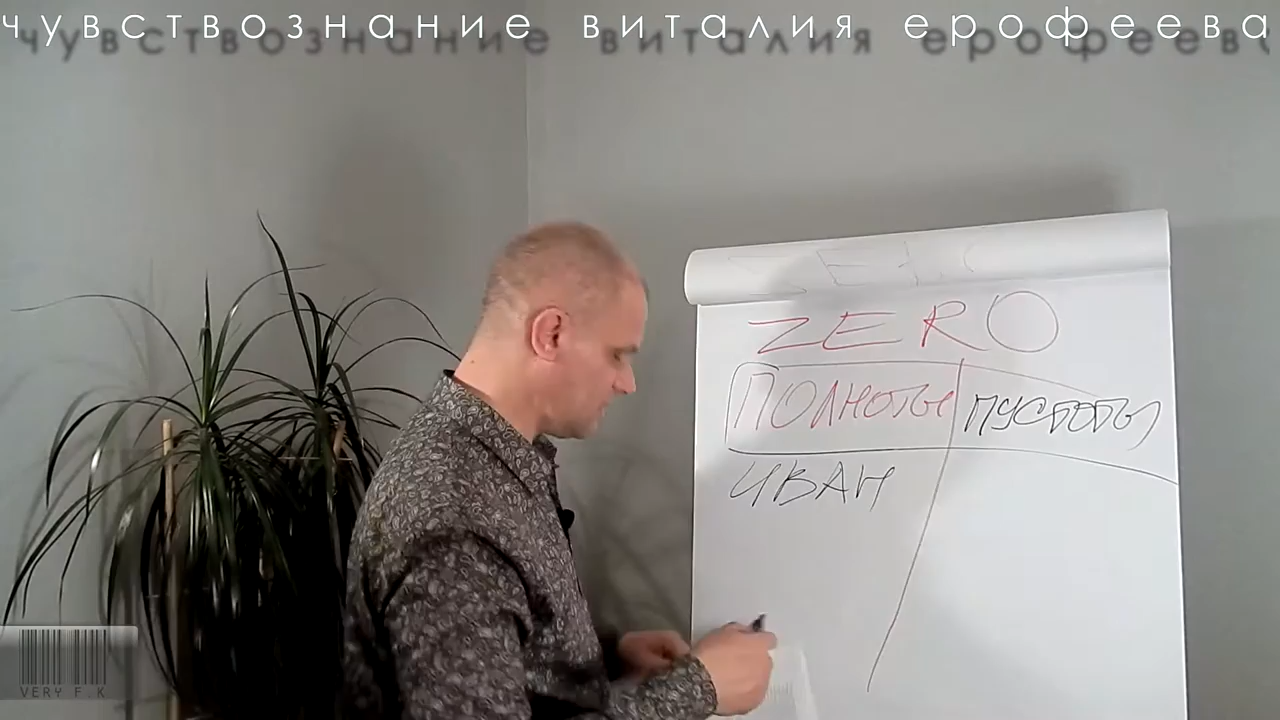 чувствознание виталия ерофеева
ZERO
ПОЛНОТЫ ПУСТОТЫ
ИВАН
VERY F.K